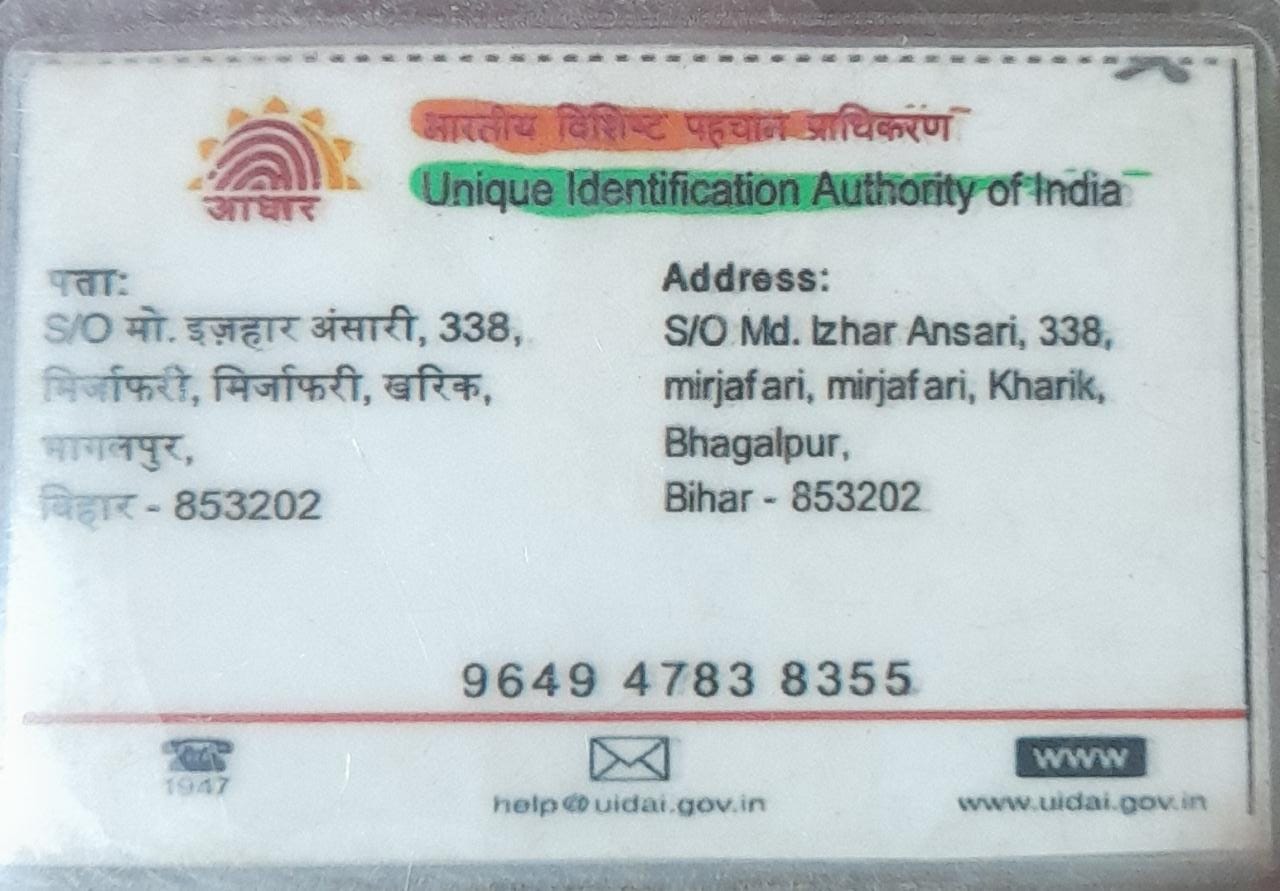 भारतीय विशिष्ट पहचान प्राधिकरण
Unique Identification Authority of India
आधार
पता:
S/O मो. इज़हार अंसारी, 338,
मिर्जाफरी, मिर्जाफरी, खरिक,
भागलपुर,
बिहार - 853202
Address:
S/O Md. Izhar Ansari, 338,
mirjafari, mirjafari, Kharik,
Bhagalpur,
Bihar - 853202
9649 4783 8355
1947
help@uidai.gov.in
www
www.uidai.gov.in